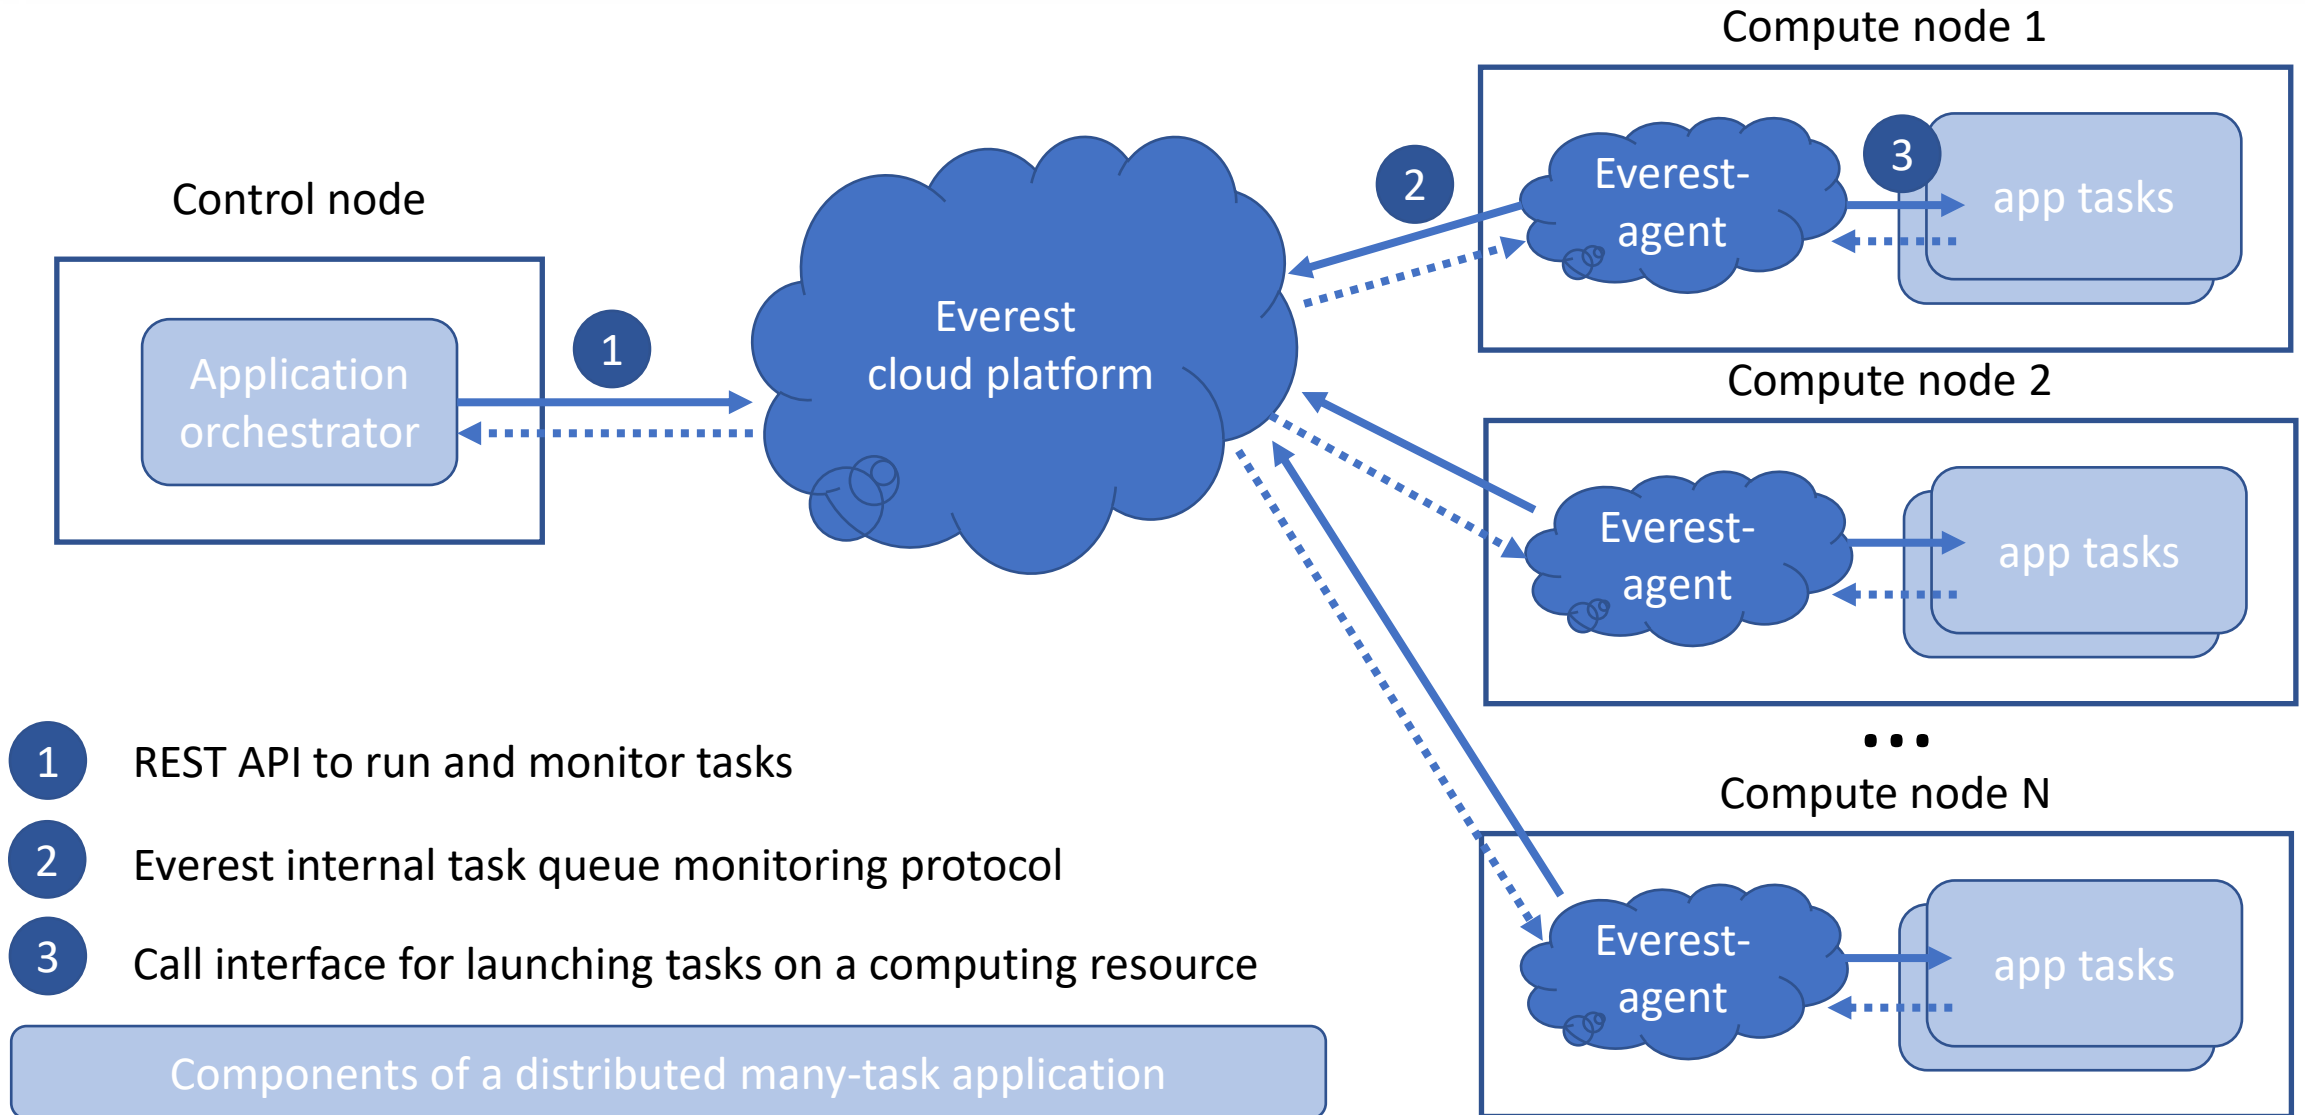 Control node
Application
orchestrator
1
Everest
cloud platform
2
Compute node 1
Everest-
agent
3
app tasks
Compute node 2
Everest-
agent
app tasks
...
Compute node N
Everest-
agent
app tasks
1 REST API to run and monitor tasks
2 Everest internal task queue monitoring protocol
3 Call interface for launching tasks on a computing resource
Components of a distributed many-task application